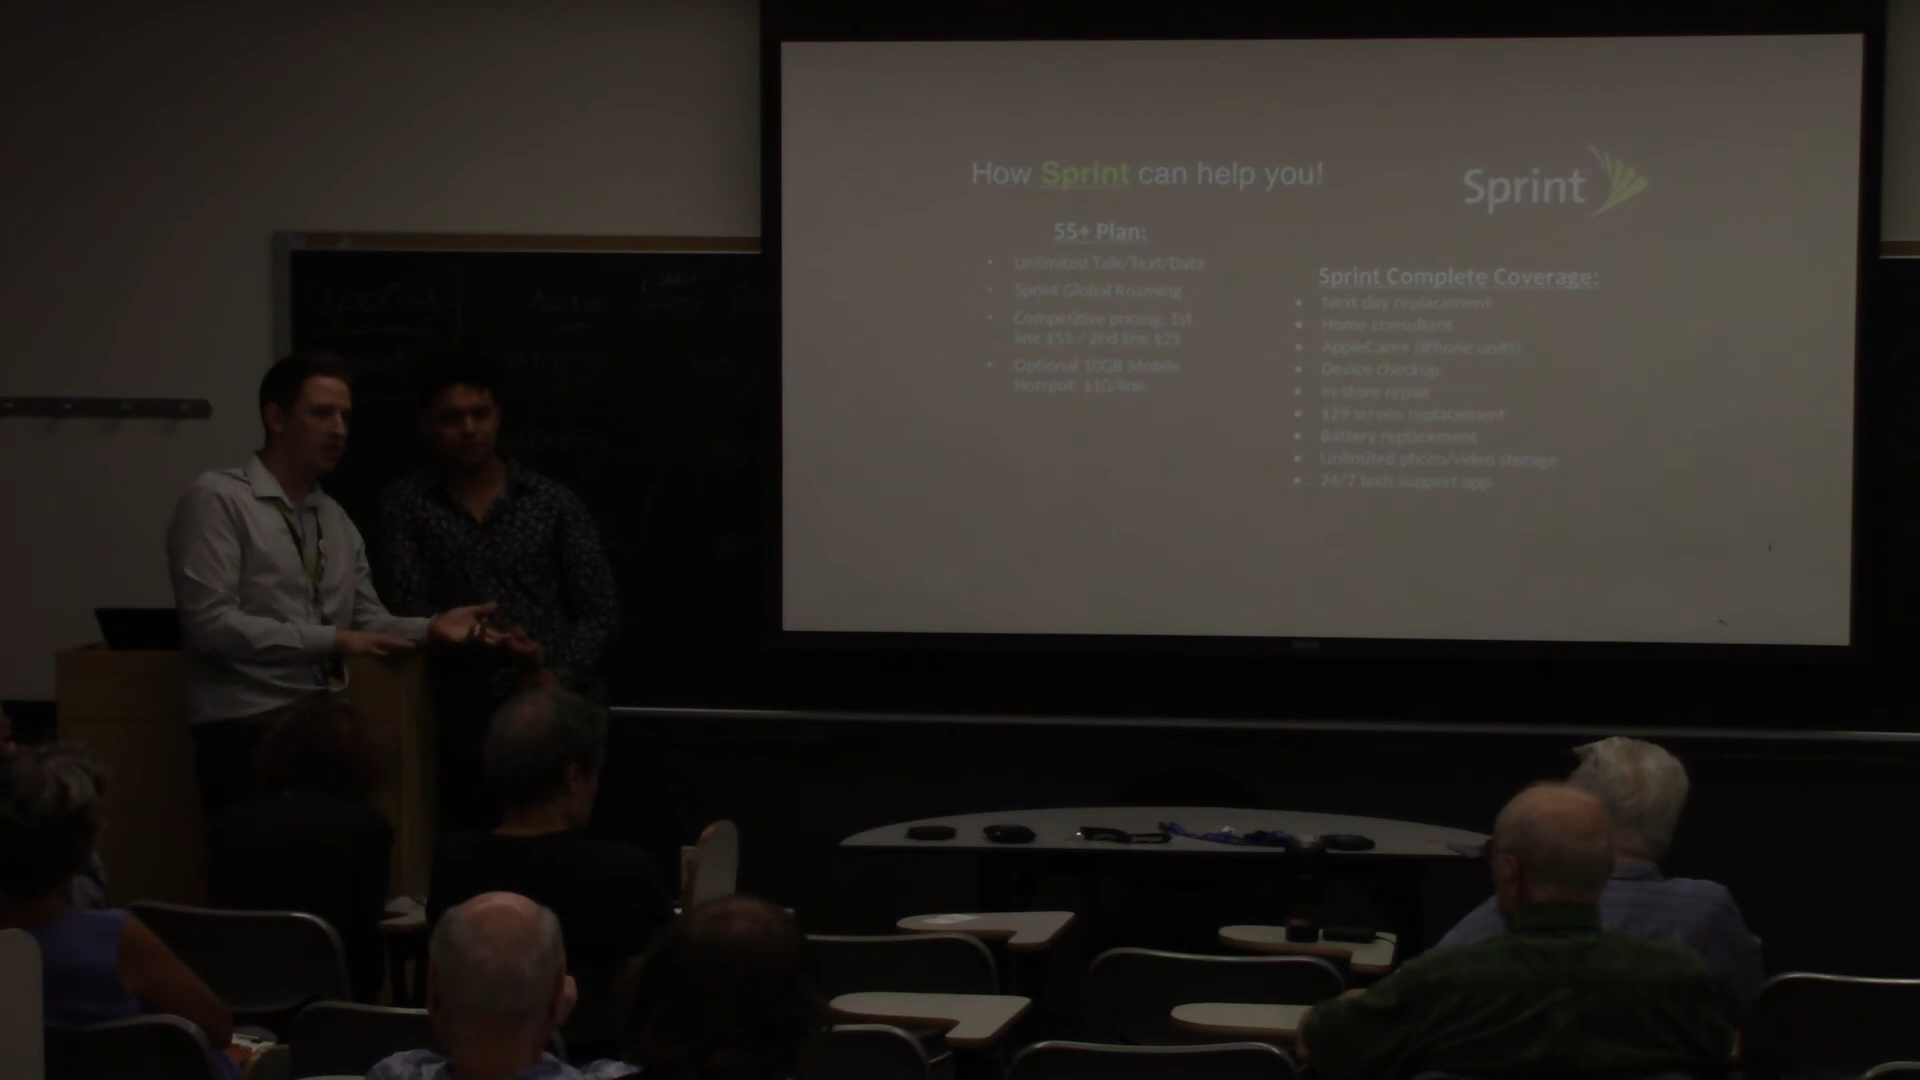 How Sprint can help you!
Sprint
55+ Plan:
• Unlimited Talk/Text/Data
• Sprint Global Roaming
• Competitive pricing: 1st
line $55 / 2nd line $25
• Optional 10GB Mobile
Hotspot: $10/line
Sprint Complete Coverage:
• Next day replacement
• Home consultant
• AppleCare+ (iPhone units)
• Device checkup
• In-store repair
• $29 screen replacement
• Battery replacement
• Unlimited photo/video storage
• 24/7 tech support app